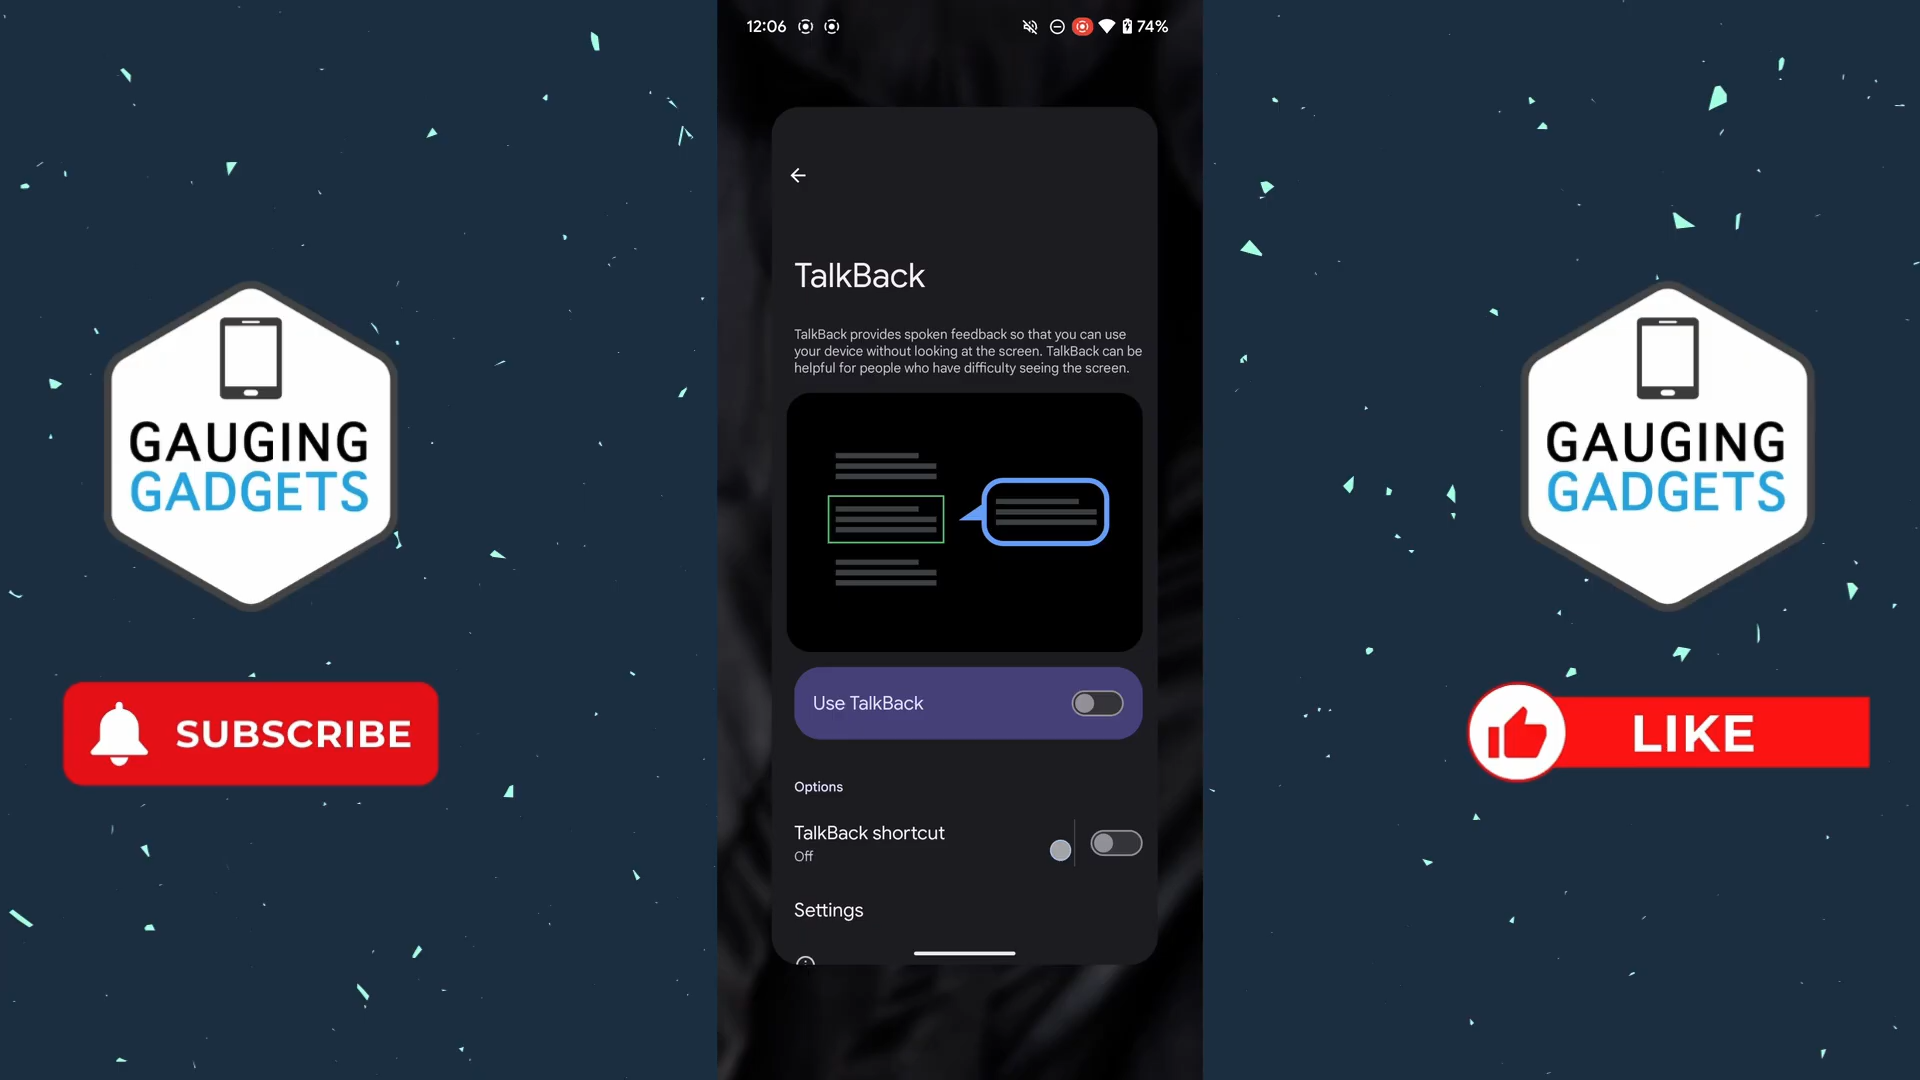 12:06
74%
TalkBack
TalkBack provides spoken feedback so that you can use
your device without looking at the screen. TalkBack can be
helpful for people who have difficulty seeing the screen.
Use TalkBack
Options
TalkBack shortcut
Off
Settings
GAUGING
GADGETS
SUBSCRIBE
GAUGING
GADGETS
LIKE